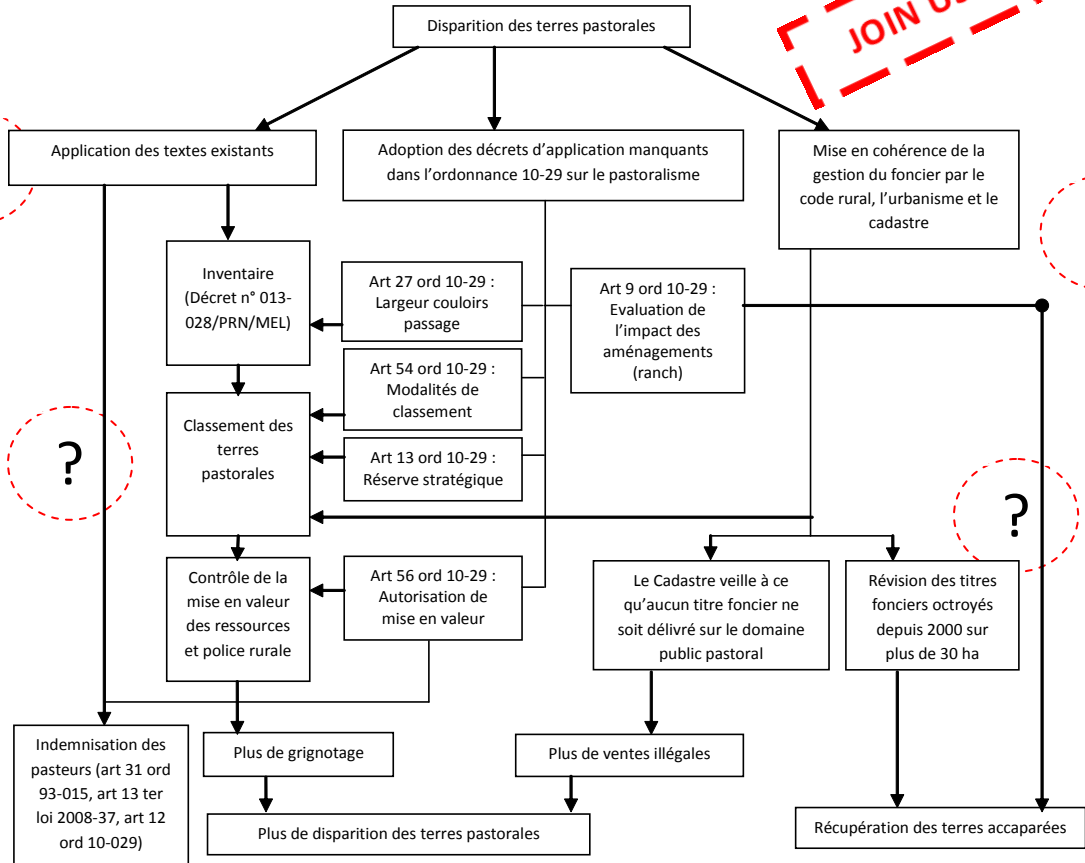 Disparition des terres pastorales
JOIN US
Application des textes existants
Adoption des décrets d'application manquants
dans l'ordonnance 10-29 sur le pastoralisme
Mise en cohérence de la
gestion du foncier par le
code rural, l'urbanisme et le
cadastre
Inventaire
(Décret n° 013-
028/PRN/MEL)
Art 27 ord 10-29 :
Largeur couloirs
passage
Art 9 ord 10-29 :
Evaluation de
l'impact des
aménagements
(ranch)
Art 54 ord 10-29 :
Modalités de
classement
Classement des
terres
pastorales
Art 13 ord 10-29 :
Réserve stratégique
?
?
Contrôle de la
mise en valeur
des ressources
et police rurale
Art 56 ord 10-29 :
Autorisation de
mise en valeur
Le Cadastre veille à ce
qu'aucun titre foncier ne
soit délivré sur le domaine
public pastoral
Révision des titres
fonciers octroyés
depuis 2000 sur
plus de 30 ha
Indemnisation des
pasteurs (art 31 ord
93-015, art 13 ter
loi 2008-37, art 12
ord 10-029)
Plus de grignotage
Plus de ventes illégales
Plus de disparition des terres pastorales
Récupération des terres accaparées